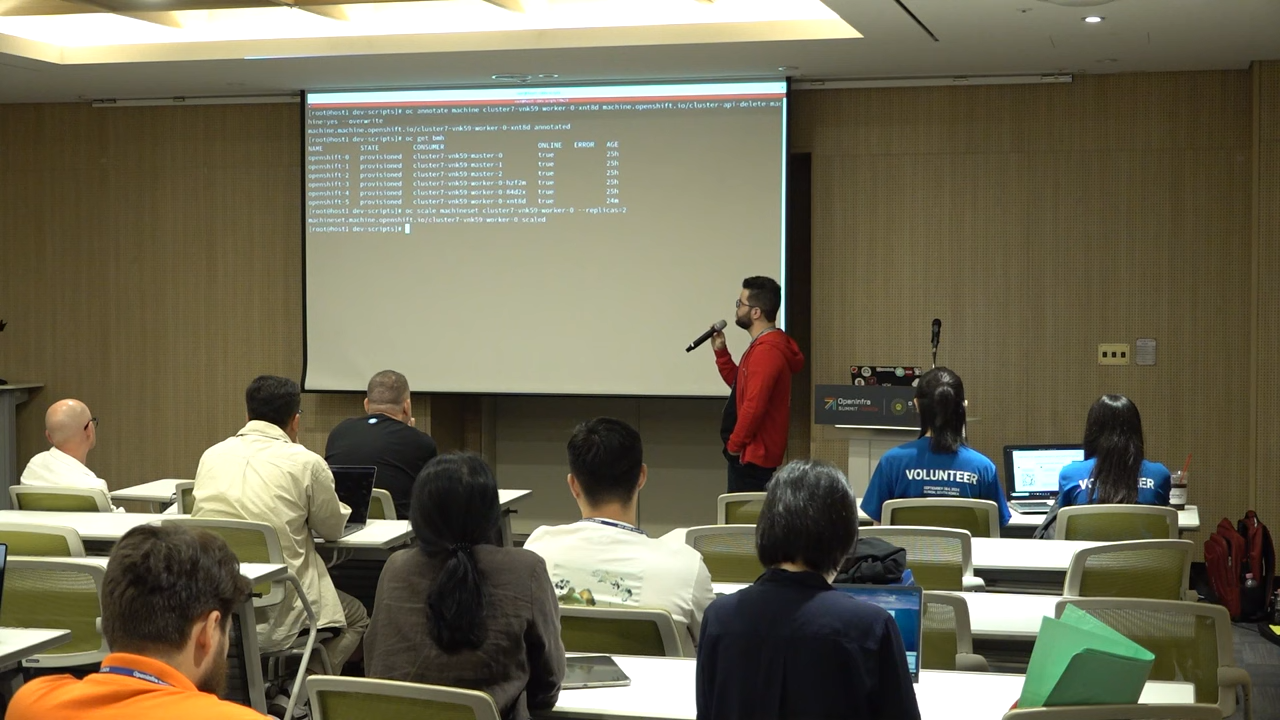 [root@host1 dev-scripts]# oc annotate machine cluster7-vnk59-worker-0-xnt8d machine.openshift.io/cluster-api-delete-mac
hine=yes --overwrite
machine.machine.openshift.io/cluster7-vnk59-worker-0-xnt8d annotated
[root@host1 dev-scripts]# oc get bmh
NAME STATE CONSUMER ONLINE ERROR AGE
openshift-0 provisioned cluster7-vnk59-master-0 true 25h
openshift-1 provisioned cluster7-vnk59-master-1 true 25h
openshift-2 provisioned cluster7-vnk59-master-2 true 25h
openshift-3 provisioned cluster7-vnk59-worker-0-hzf2m true 25h
openshift-4 provisioned cluster7-vnk59-worker-0-84d2x true 25h
openshift-5 provisioned cluster7-vnk59-worker-0-xnt8d true 24m
[root@host1 dev-scripts]# oc scale machineset cluster7-vnk59-worker-0 --replicas=2
machineset.machine.openshift.io/cluster7-vnk59-worker-0 scaled
[root@host1 dev-scripts]#
OpenInfra
SUMMIT
VOLUNTEER
VOLUNTEER
OpenInfra